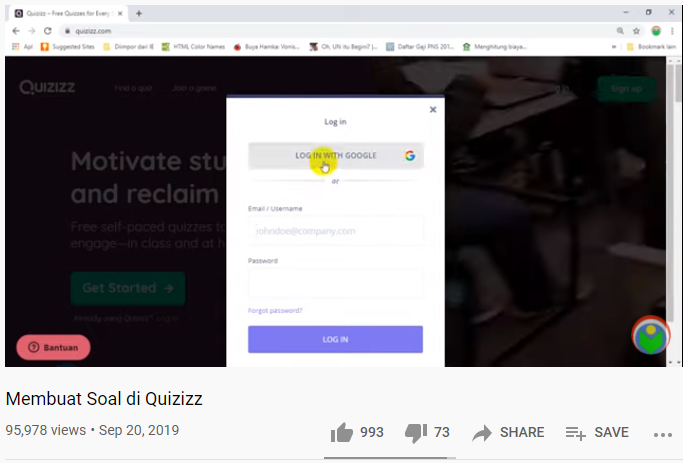 Quizizz – Free Quizzes for Every
quizizz.com
Apl
Suggested Sites
Diimpor dari IE
HTML Color Names
Buya Hamka: Vonis...
Oh, UN itu Begini? |...
Daftar Gaji PNS 201...
Menghitung biaya...
»
Bookmark lain
QUIZIZZ
Find a quiz
Join a game
Sign up
Log in
LOG IN WITH GOOGLE
or
Motivate stu
and reclaim
Free self-paced quizzes to
engage—in class and at h
Get Started →
Already using Quizizz? Log in
Email / Username
johndoe@company.com
Password
Forgot password?
LOG IN
Bantuan
Membuat Soal di Quizizz
95,978 views • Sep 20, 2019
993
73
SHARE
SAVE